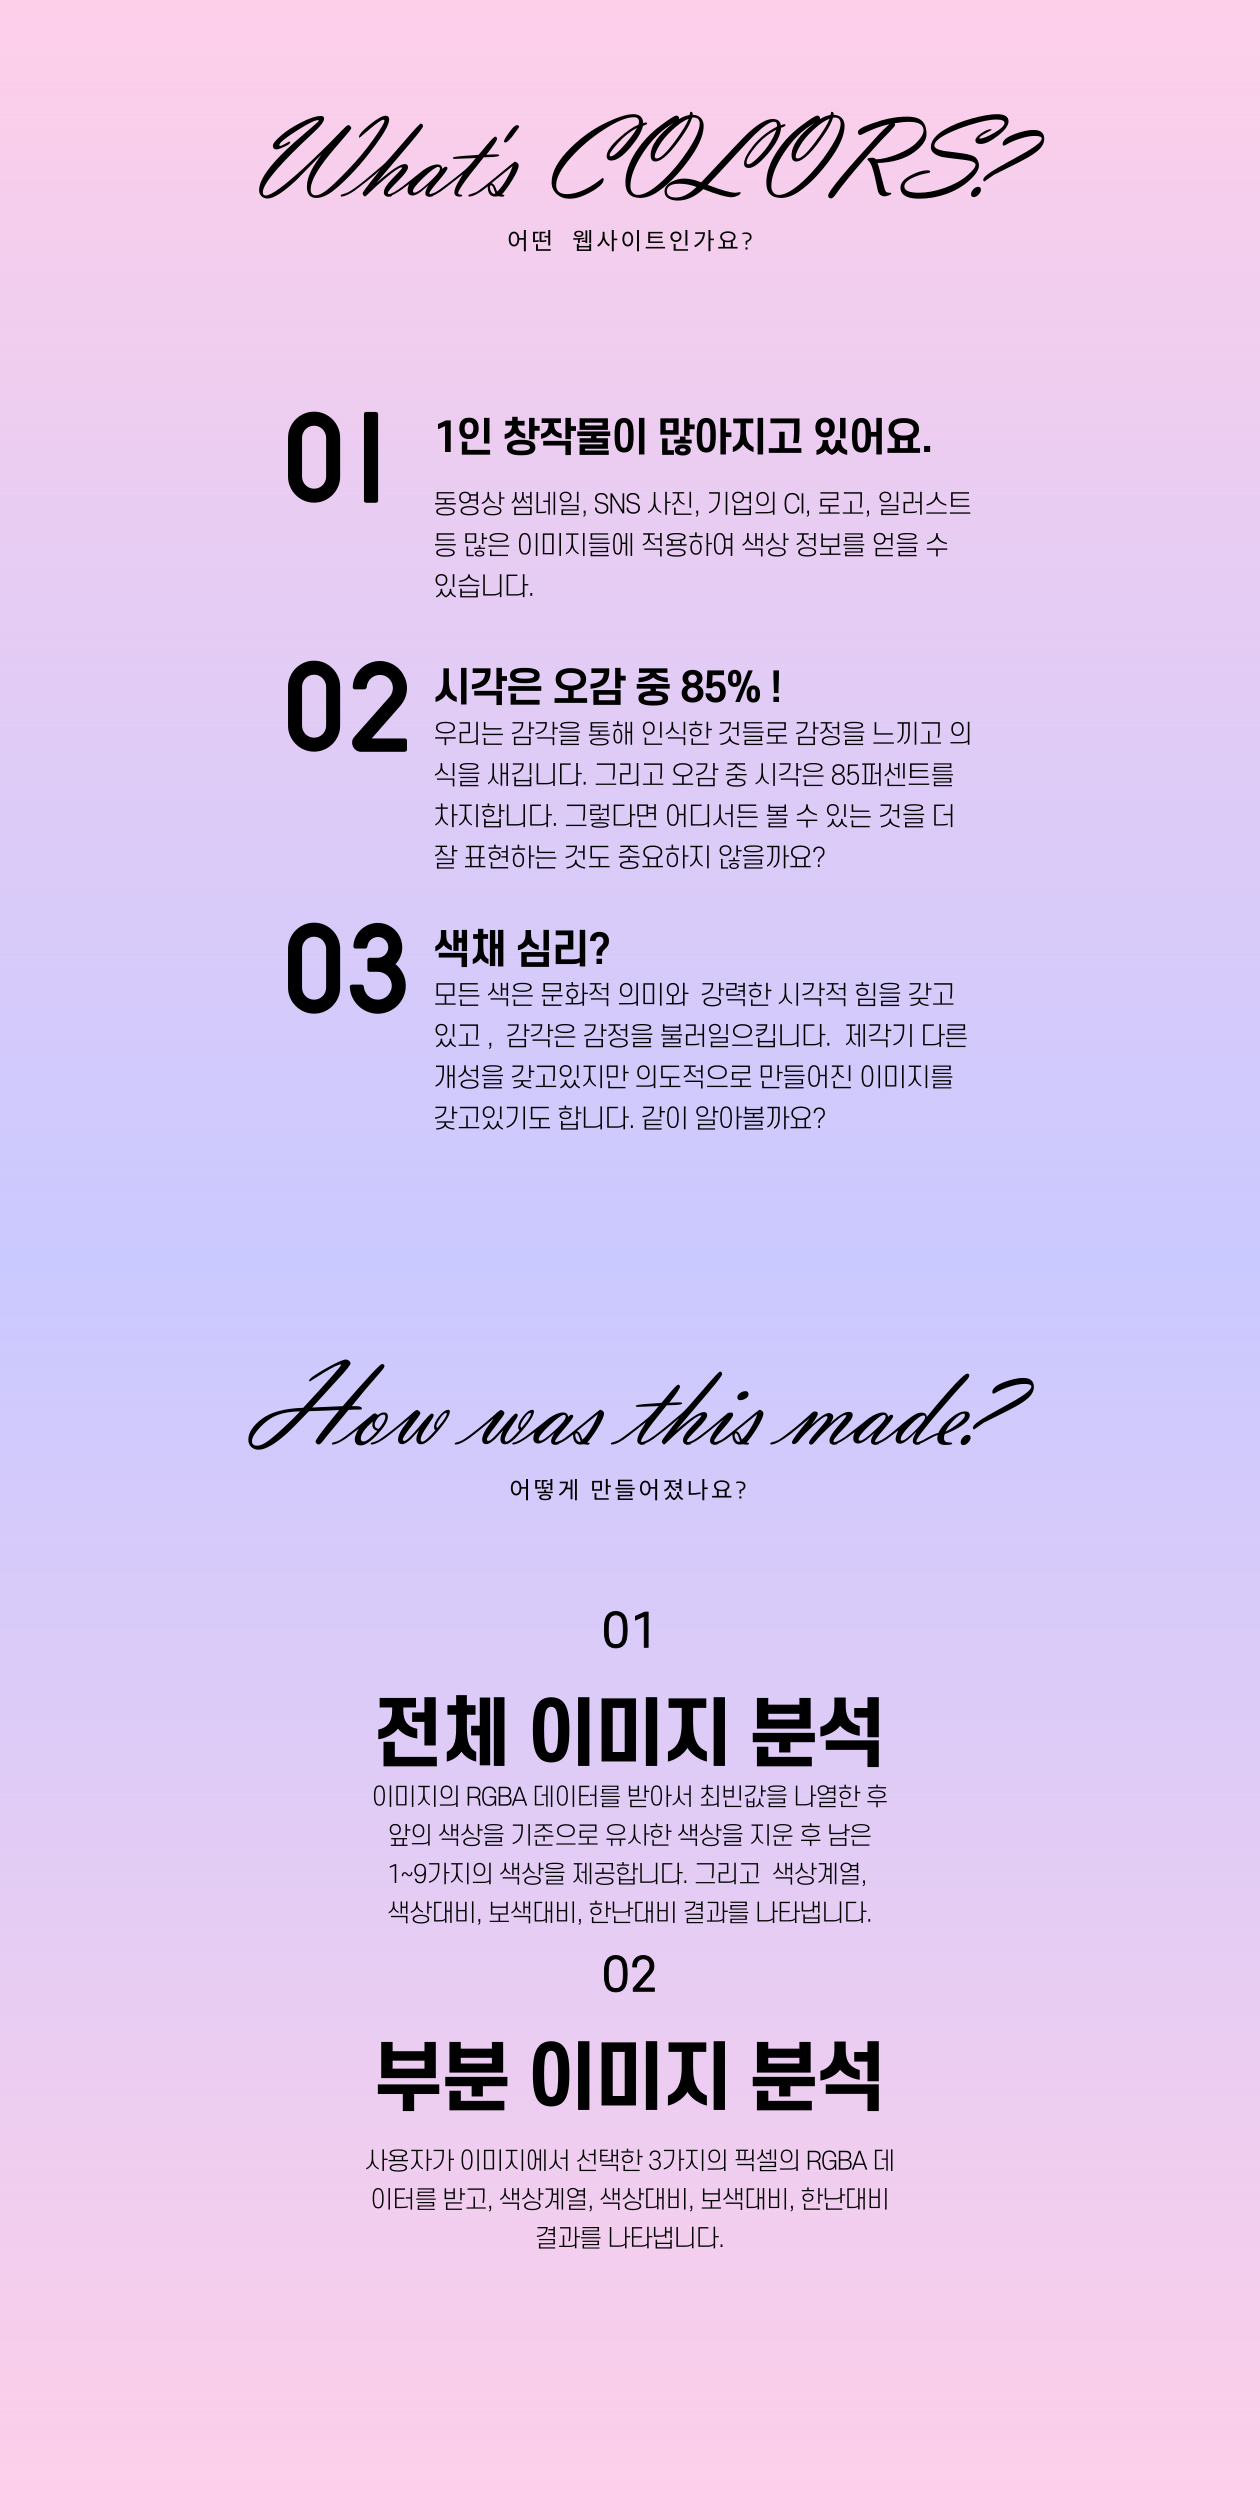 What's COLORS?
어떤 웹사이트인가요?
01
1인 창작물이 많아지고 있어요.
동영상 썸네일, SNS 사진, 기업의 CI, 로고, 일러스트
등 많은 이미지들에 적용하여 색상 정보를 얻을 수
있습니다.
02
시각은 오감 중 85% !
우리는 감각을 통해 인식한 것들로 감정을 느끼고 의
식을 새깁니다. 그리고 오감 중 시각은 85퍼센트를
차지합니다. 그렇다면 어디서든 볼 수 있는 것을 더
잘 표현하는 것도 중요하지 않을까요?
03
색채 심리?
모든 색은 문화적 의미와 강력한 시각적 힘을 갖고
있고 , 감각은 감정을 불러일으킵니다. 제각기 다른
개성을 갖고있지만 의도적으로 만들어진 이미지를
갖고있기도 합니다. 같이 알아볼까요?
How was this made?
어떻게 만들어졌나요?
01
전체 이미지 분석
이미지의 RGBA 데이터를 받아서 최빈값을 나열한 후
앞의 색상을 기준으로 유사한 색상을 지운 후 남은
1~9가지의 색상을 제공합니다. 그리고 색상계열,
색상대비, 보색대비, 한난대비 결과를 나타냅니다.
02
부분 이미지 분석
사용자가 이미지에서 선택한 3가지의 픽셀의 RGBA 데
이터를 받고, 색상계열, 색상대비, 보색대비, 한난대비
결과를 나타냅니다.